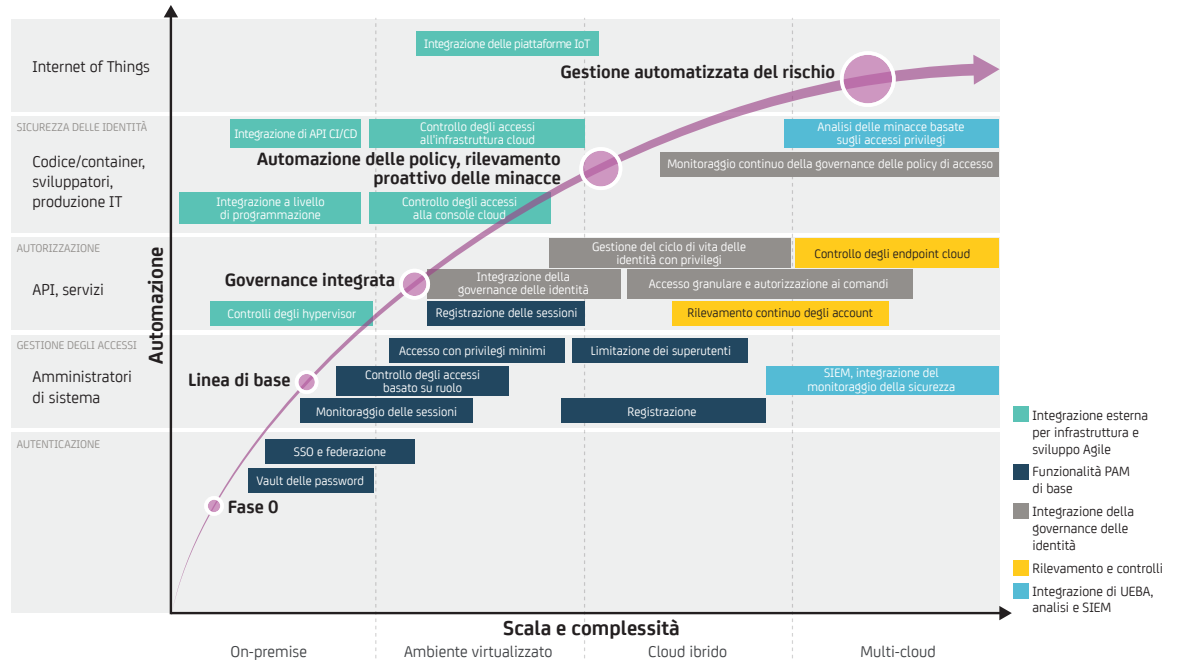 Internet of Things
Integrazione delle piattaforme IoT
Gestione automatizzata del rischio
SICUREZZA DELLE IDENTITÀ
Codice/container,
sviluppatori,
produzione IT
Integrazione di API CI/CD
Controllo degli accessi
all'infrastruttura cloud
Analisi delle minacce basate
sugli accessi privilegi
Automazione delle policy, rilevamento
proattivo delle minacce
Monitoraggio continuo della governance delle policy di accesso
Integrazione a livello
di programmazione
Controllo degli accessi
alla console cloud
AUTORIZZAZIONE
API, servizi
Gestione del ciclo di vita delle
identità con privilegi
Controllo degli endpoint cloud
Governance integrata
Integrazione della
governance delle identità
Accesso granulare e autorizzazione ai comandi
Controlli degli hypervisor
Registrazione delle sessioni
Rilevamento continuo degli account
GESTIONE DEGLI ACCESSI
Amministratori
di sistema
Accesso con privilegi minimi
Limitazione dei superutenti
Linea di base
Controllo degli accessi
basato su ruolo
SIEM, integrazione del
monitoraggio della sicurezza
Monitoraggio delle sessioni
Registrazione
AUTENTICAZIONE
SSO e federazione
Vault delle password
Fase 0
Automazione
Scala e complessità
On-premise
Ambiente virtualizzato
Cloud ibrido
Multi-cloud
Integrazione esterna
per infrastruttura e
sviluppo Agile
Funzionalità PAM
di base
Integrazione della
governance delle
identità
Rilevamento e controlli
Integrazione di UEBA,
analisi e SIEM